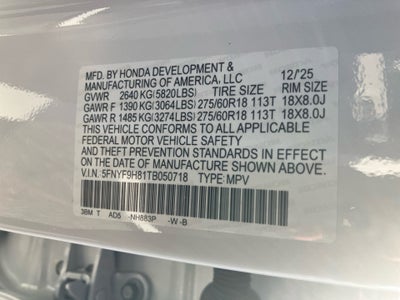 MFD. BY HONDA DEVELOPMENT &
MANUFACTURING OF AMERICA, LLC 12/'25
GVWR 2640 KG(5820LBS) TIRE SIZE RIM SIZE
GAWR F 1390 KG(3064LBS) 275/60R18 113T 18X8.0J
GAWR R 1485 KG(3274LBS) 275/60R18 113T 18X8.0J
THIS VEHICLE CONFORMS TO ALL APPLICABLE
FEDERAL MOTOR VEHICLE SAFETY
AND THEFT PREVENTION STANDARDS IN EFFECT
ON THE DATE OF MANUFACTURE SHOWN ABOVE.
V.I.N. 5FNYF9H81TB050718 TYPE: MPV
3BM T AD5 -NH883P -W -B